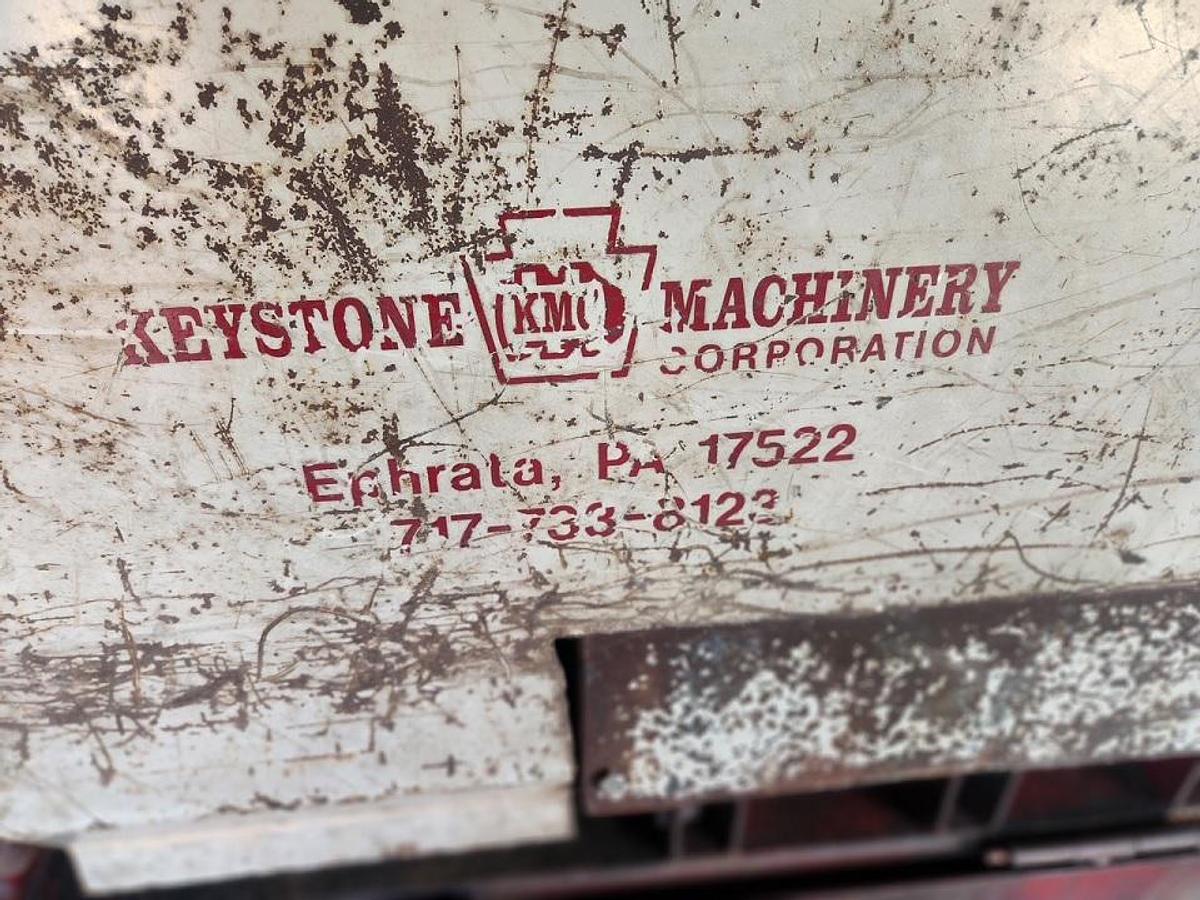 KEYSTONE KMC MACHINERY
CORPORATION
Ephrata, PA 17522
717-733-8123